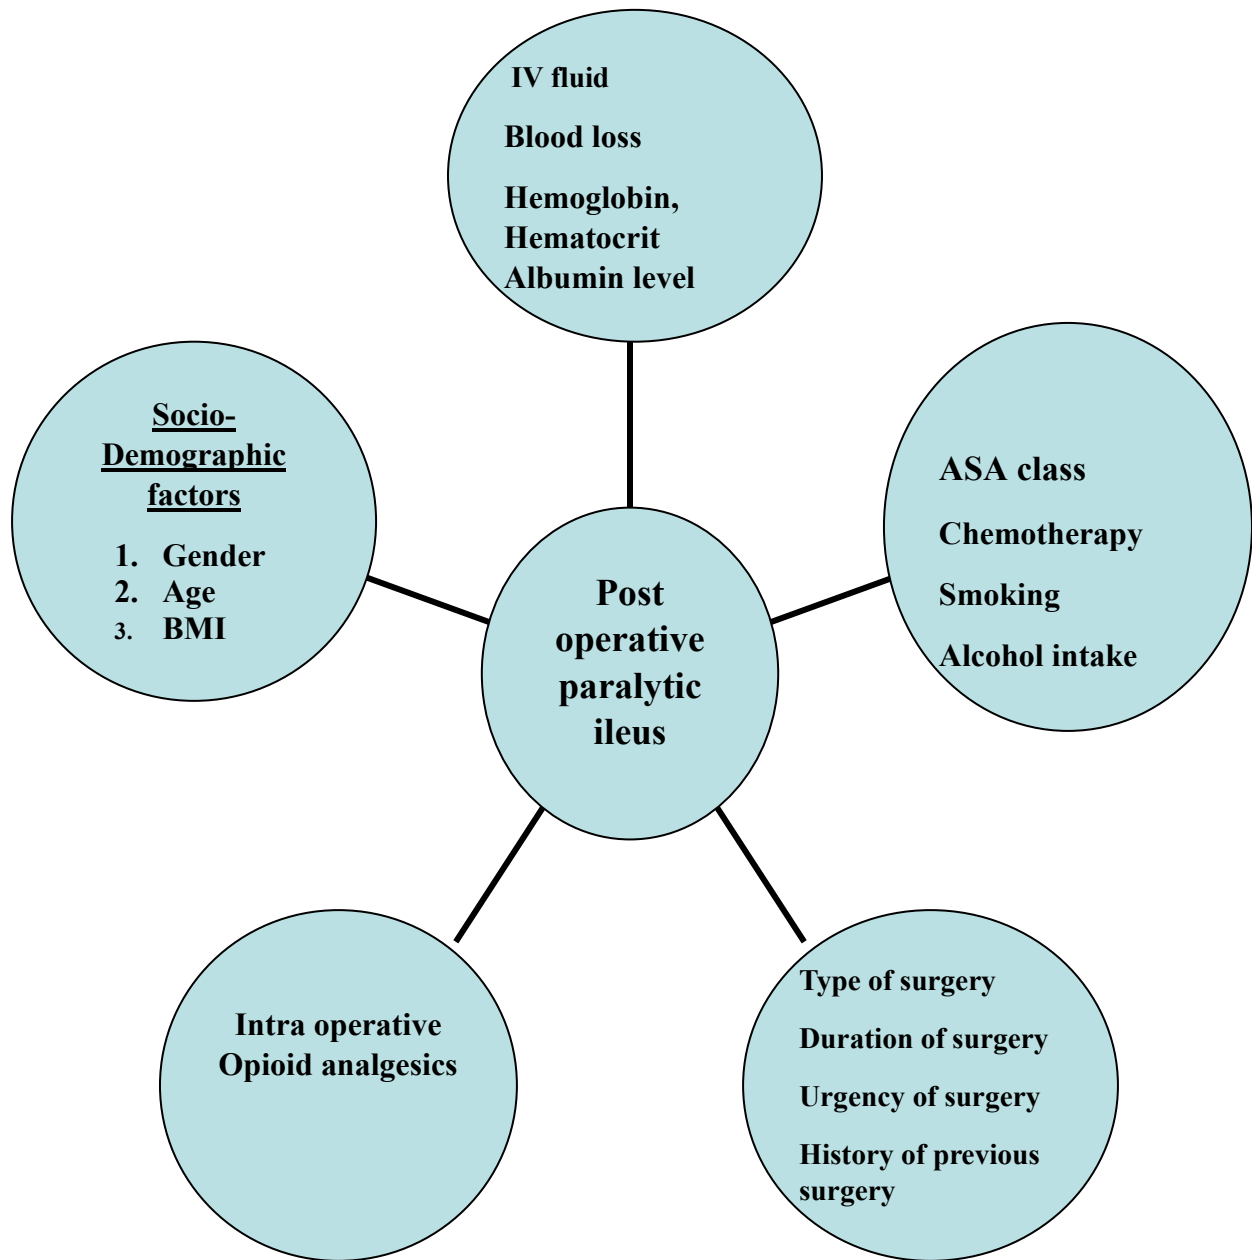 IV fluid
Blood loss
Hemoglobin,
Hematocrit
Albumin level
Socio-
Demographic
factors
1. Gender
2. Age
3. BMI
ASA class
Chemotherapy
Smoking
Alcohol intake
Post
operative
paralytic
ileus
Intra operative
Opioid analgesics
Type of surgery
Duration of surgery
Urgency of surgery
History of previous
surgery